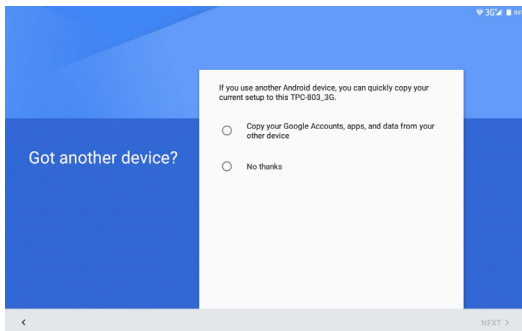 3G
If you use another Android device, you can quickly copy your
current setup to this TPC-803_3G.
Copy your Google Accounts, apps, and data from your
other device
Got another device?
No thanks
NEXT >